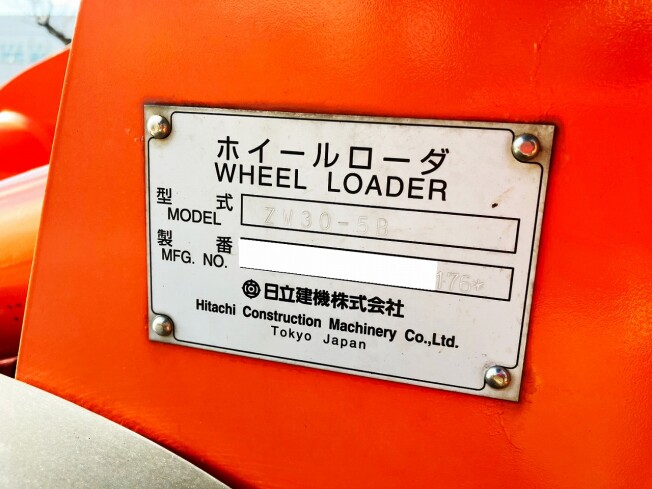 ホイールローダ
WHEEL LOADER
型式
MODEL ZW30-5B
製番
MFG. NO. 176*
日立建機株式会社
Hitachi Construction Machinery Co.,Ltd.
Tokyo Japan